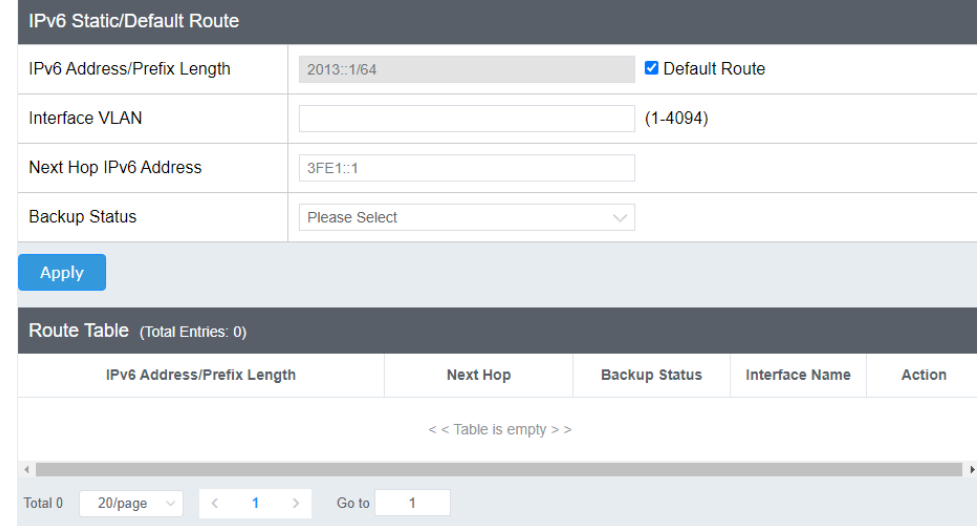 IPv6 Static/Default Route
IPv6 Address/Prefix Length 2013::1/64 Default Route
Interface VLAN (1-4094)
Next Hop IPv6 Address 3FE1::1
Backup Status Please Select
Apply
Route Table (Total Entries: 0)
IPv6 Address/Prefix Length Next Hop Backup Status Interface Name Action
< < Table is empty > >
Total 0 20/page < 1 > Go to 1